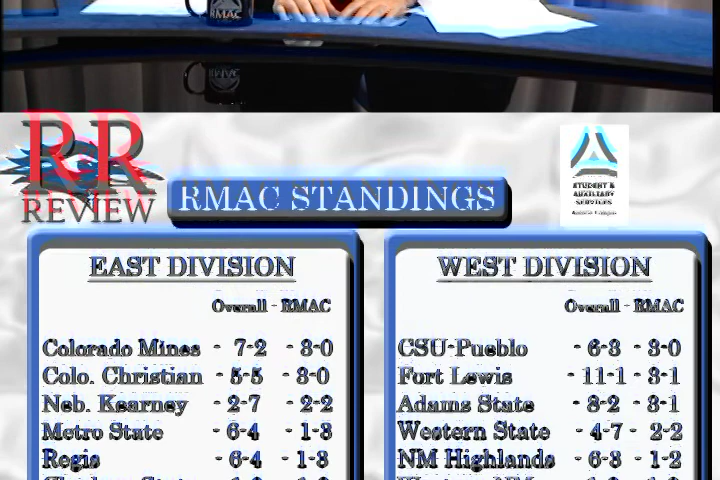 RMAC
RR
REVIEW
RMAC STANDINGS
STUDENT &
AUXILIARY
SERVICES
EAST DIVISION
Overall - RMAC
Colorado Mines - 7-2 - 3-0
Colo. Christian - 5-5 - 3-0
Neb. Kearney - 2-7 - 2-2
Metro State - 6-4 - 1-3
Regis - 6-4 - 1-3
WEST DIVISION
Overall - RMAC
CSU-Pueblo - 6-3 - 3-0
Fort Lewis - 11-1 - 3-1
Adams State - 8-2 - 3-1
Western State - 4-7 - 2-2
NM Highlands - 6-3 - 1-2